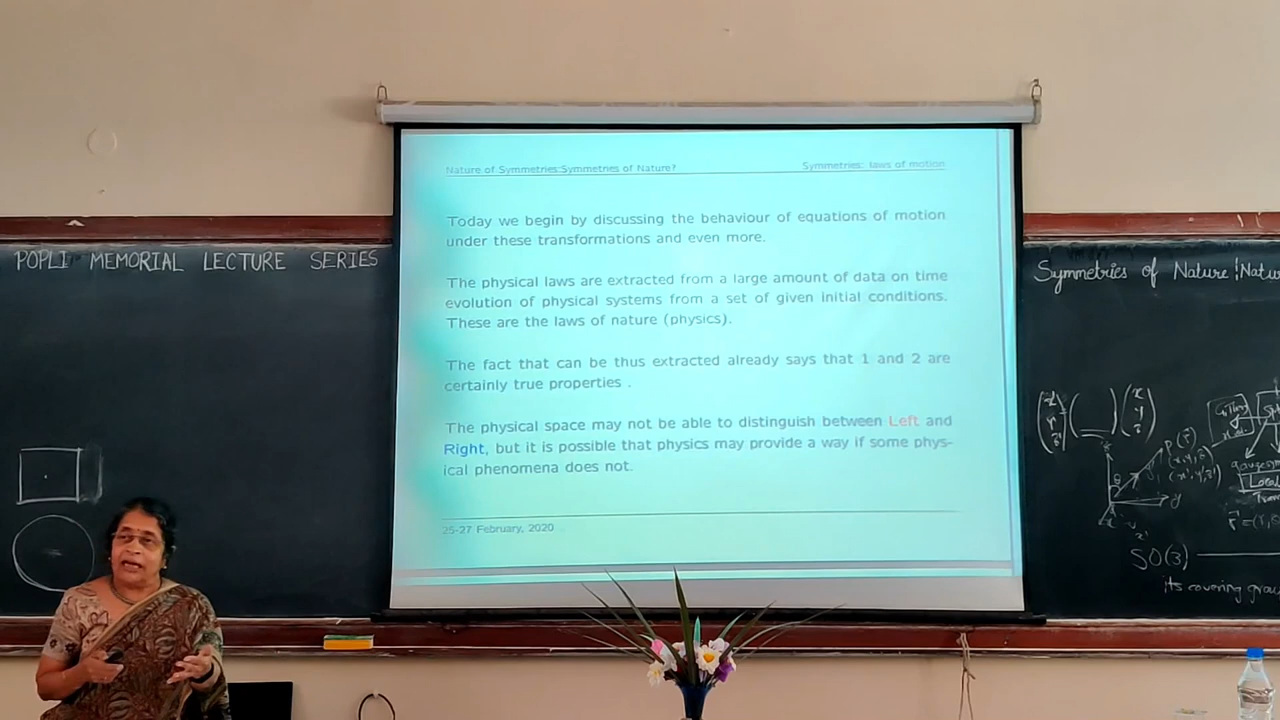 POPLI MEMORIAL LECTURE SERIES
Nature of Symmetries:Symmetries of Nature?
Symmetries: laws of motion
Today we begin by discussing the behaviour of equations of motion
under these transformations and even more.
The physical laws are extracted from a large amount of data on time
evolution of physical systems from a set of given initial conditions.
These are the laws of nature (physics).
The fact that can be thus extracted already says that 1 and 2 are
certainly true properties .
The physical space may not be able to distinguish between Left and
Right, but it is possible that physics may provide a way if some phys-
ical phenomena does not.
25-27 February, 2020
Symmetries of Nature
P(r⃗)
(x,y,z)
(x',y',z')
y
SO(3)
its covering
Local